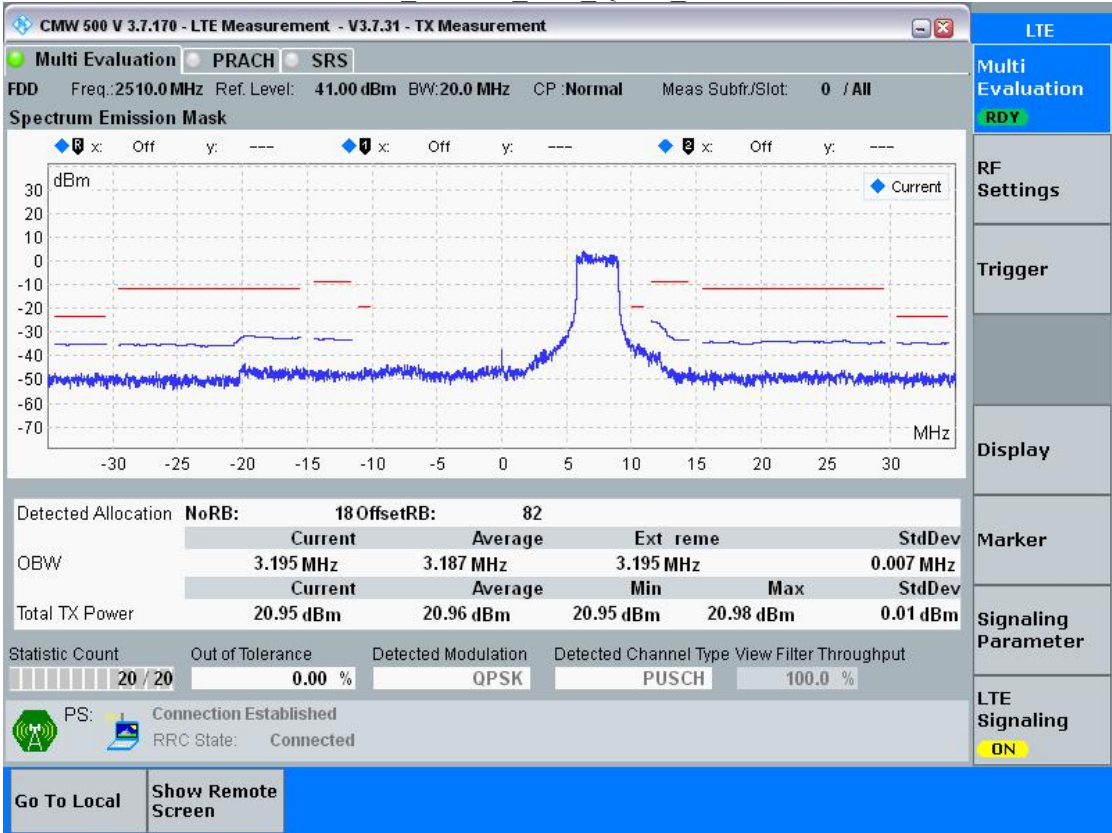 CMW 500 V 3.7.170 - LTE Measurement - V3.7.31 - TX Measurement
LTE
Multi Evaluation PRACH SRS
Multi Evaluation
RDY
FDD Freq.:2510.0 MHz Ref. Level: 41.00 dBm BW:20.0 MHz CP :Normal Meas Subfr./Slot: 0 / All
Spectrum Emission Mask
R x: Off y: --- 1 x: Off y: --- 2 x: Off y: ---
dBm
Current
30
20
10
0
-10
-20
-30
-40
-50
-60
-70
MHz
-30 -25 -20 -15 -10 -5 0 5 10 15 20 25 30
RF Settings
Trigger
Display
Marker
Signaling Parameter
LTE Signaling
ON
Detected Allocation NoRB: 18 OffsetRB: 82
Current Average Ext reme StdDev
OBW 3.195 MHz 3.187 MHz 3.195 MHz 0.007 MHz
Current Average Min Max StdDev
Total TX Power 20.95 dBm 20.96 dBm 20.95 dBm 20.98 dBm 0.01 dBm
Statistic Count Out of Tolerance Detected Modulation Detected Channel Type View Filter Throughput
20 / 20 0.00 % QPSK PUSCH 100.0 %
PS: Connection Established
RRC State: Connected
Go To Local
Show Remote Screen